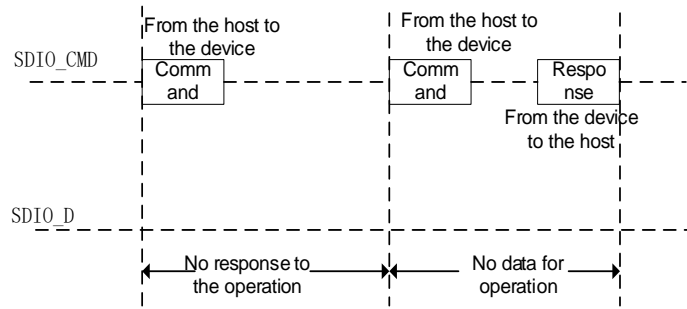 From the host to
the device
From the host to
the device
SDIO_CMD
Comm
and
Comm
and
Respo
nse
From the device
to the host
SDIO_D
No response to
the operation
No data for
operation